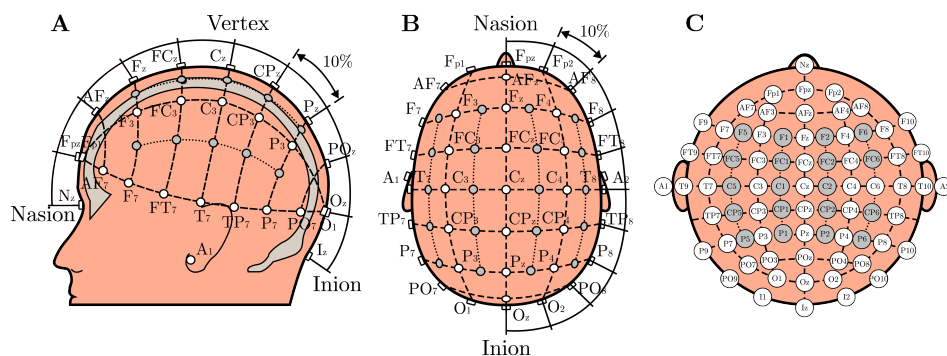 A
Vertex
10%
Nasion
Inion
Nz
Fpz
Fp1
AFz
Fz
FCz
Cz
CPz
Pz
POz
Oz
O1
Iz
F3
FC3
C3
CP3
P3
AF7
F7
FT7
T7
TP7
P7
PO7
A1
B
Nasion
10%
Fp1 Fpz Fp2
AF7 AFz AF8
F7 F3 Fz F4 F8
FC3 FCz FC4 FT8
A1 T7 C3 Cz C4 T8 A2
TP7 CP3 CPz CP4 TP8
P7 P3 Pz P4 P8
PO7 PO8
O1 Oz O2
Inion
C
Nz
Fp1 Fpz Fp2
AF7 AF3 AFz AF4 AF8
F9 F7 F5 F3 F1 Fz F2 F4 F6 F8 F10
FT9 FT7 FC5 FC3 FC1 FCz FC2 FC4 FC6 FT8 FT10
A1 T9 T7 C5 C3 C1 Cz C2 C4 C6 T8 T10
TP7 CP5 CP3 CP1 CPz CP2 CP4 CP6 TP8
P9 P7 P5 P3 P1 Pz P2 P4 P6 P8 P10
PO9 PO7 POz PO4 PO8 PO10
O1 Oz O2
I1 Iz I2